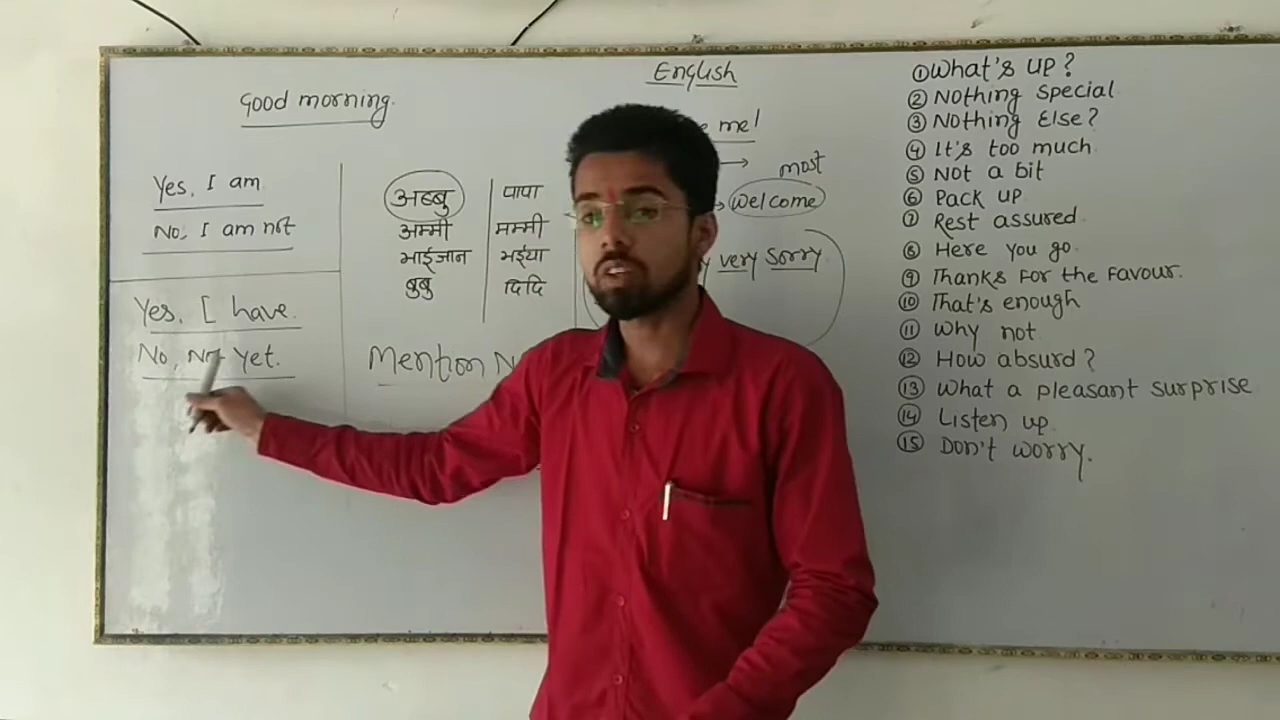 English
Good morning.
me!
most
Welcome
very sorry
Yes, I am
No, I am not
Yes, I have.
No, Not yet.
अब्बु पापा
अम्मी मम्मी
भाईजान भईया
बुबु दिदि
Mention
① What's up?
② Nothing special
③ Nothing Else?
④ It's too much
⑤ Not a bit
⑥ Pack up
⑦ Rest assured
⑧ Here you go.
⑨ Thanks for the favour.
⑩ That's enough
⑪ Why not
⑫ How absurd?
⑬ What a pleasant surprise
⑭ Listen up.
⑮ Don't worry.